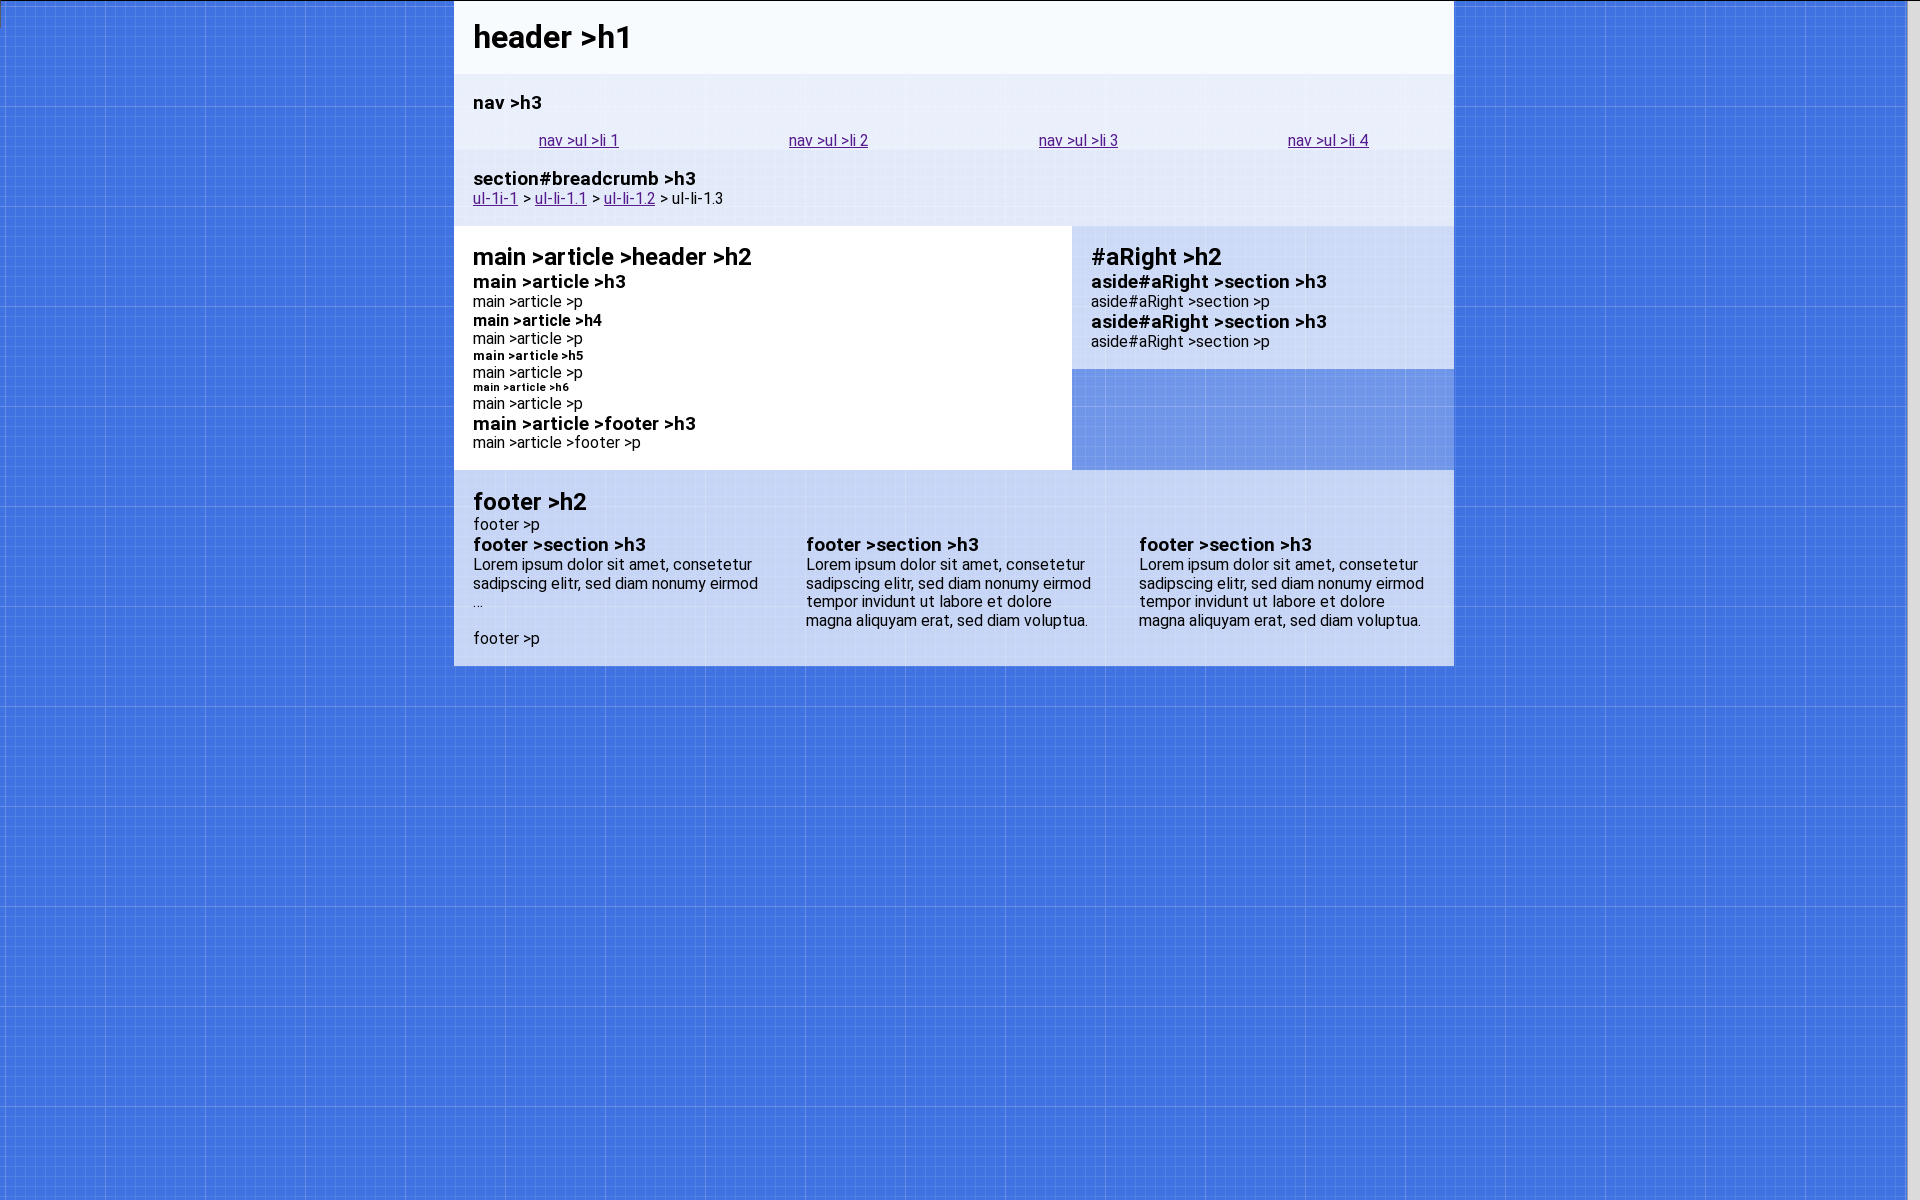 header >h1
nav >h3
nav >ul >li 1 nav >ul >li 2 nav >ul >li 3 nav >ul >li 4
section#breadcrumb >h3
ul-1i-1 > ul-li-1.1 > ul-li-1.2 > ul-li-1.3
main >article >header >h2
main >article >h3
main >article >p
main >article >h4
main >article >p
main >article >h5
main >article >p
main >article >h6
main >article >p
main >article >footer >h3
main >article >footer >p
#aRight >h2
aside#aRight >section >h3
aside#aRight >section >p
aside#aRight >section >h3
aside#aRight >section >p
footer >h2
footer >p
footer >section >h3
Lorem ipsum dolor sit amet, consetetur
sadipscing elitr, sed diam nonumy eirmod
...
footer >section >h3
Lorem ipsum dolor sit amet, consetetur
sadipscing elitr, sed diam nonumy eirmod
tempor invidunt ut labore et dolore
magna aliquyam erat, sed diam voluptua.
footer >section >h3
Lorem ipsum dolor sit amet, consetetur
sadipscing elitr, sed diam nonumy eirmod
tempor invidunt ut labore et dolore
magna aliquyam erat, sed diam voluptua.
footer >p